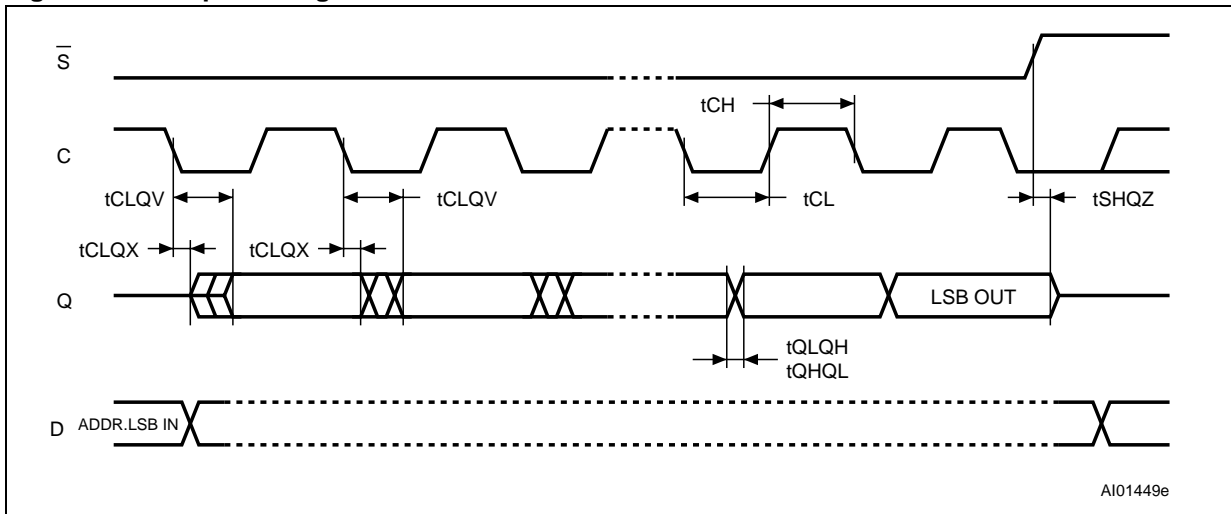 S̅
tCH
C
tCLQV
tCLQV
tCL
tSHQZ
tCLQX
tCLQX
Q
LSB OUT
tQLQH
tQHQL
D
ADDR.LSB IN
AI01449e